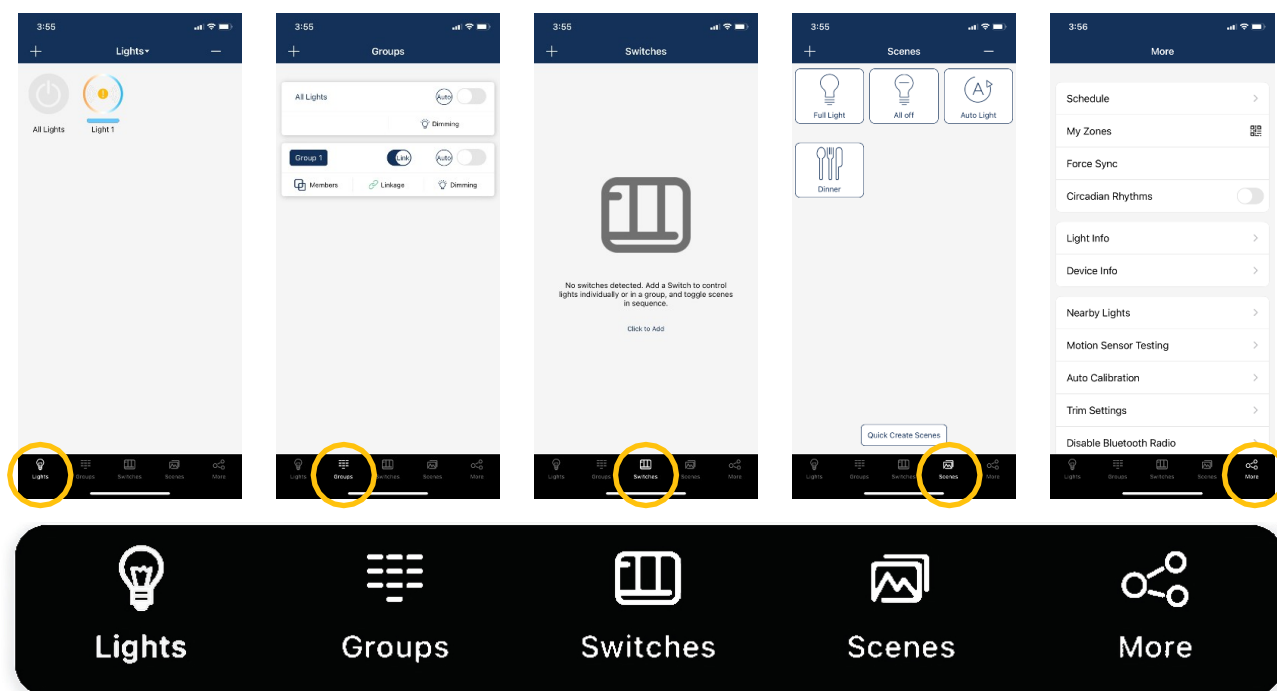 3:55
Lights
All Lights
Light 1
Lights
Groups
Switches
Scenes
More
3:55
Groups
All Lights
Auto
Dimming
Group 1
Link
Auto
Members
Linkage
Dimming
Lights
Groups
Switches
Scenes
More
3:55
Switches
No switches detected. Add a Switch to control
lights individually or in a group, and toggle scenes
in sequence.
Click to Add
Lights
Groups
Switches
Scenes
More
3:55
Scenes
Full Light
All off
A
Auto Light
Dinner
Quick Create Scenes
Lights
Groups
Switches
Scenes
More
3:56
More
Schedule
My Zones
Force Sync
Circadian Rhythms
Light Info
Device Info
Nearby Lights
Motion Sensor Testing
Auto Calibration
Trim Settings
Disable Bluetooth Radio
Lights
Groups
Switches
Scenes
More
Lights
Groups
Switches
Scenes
More